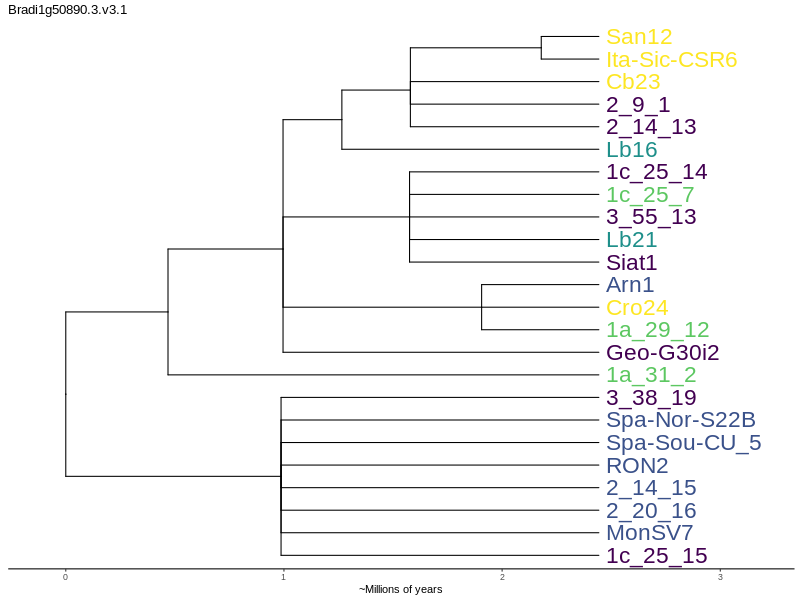 Bradi1g50890.3.v3.1
San12
Ita-Sic-CSR6
Cb23
2_9_1
2_14_13
Lb16
1c_25_14
1c_25_7
3_55_13
Lb21
Siat1
Arn1
Cro24
1a_29_12
Geo-G30i2
1a_31_2
3_38_19
Spa-Nor-S22B
Spa-Sou-CU_5
RON2
2_14_15
2_20_16
MonSV7
1c_25_15
0 1 2 3
~Millions of years